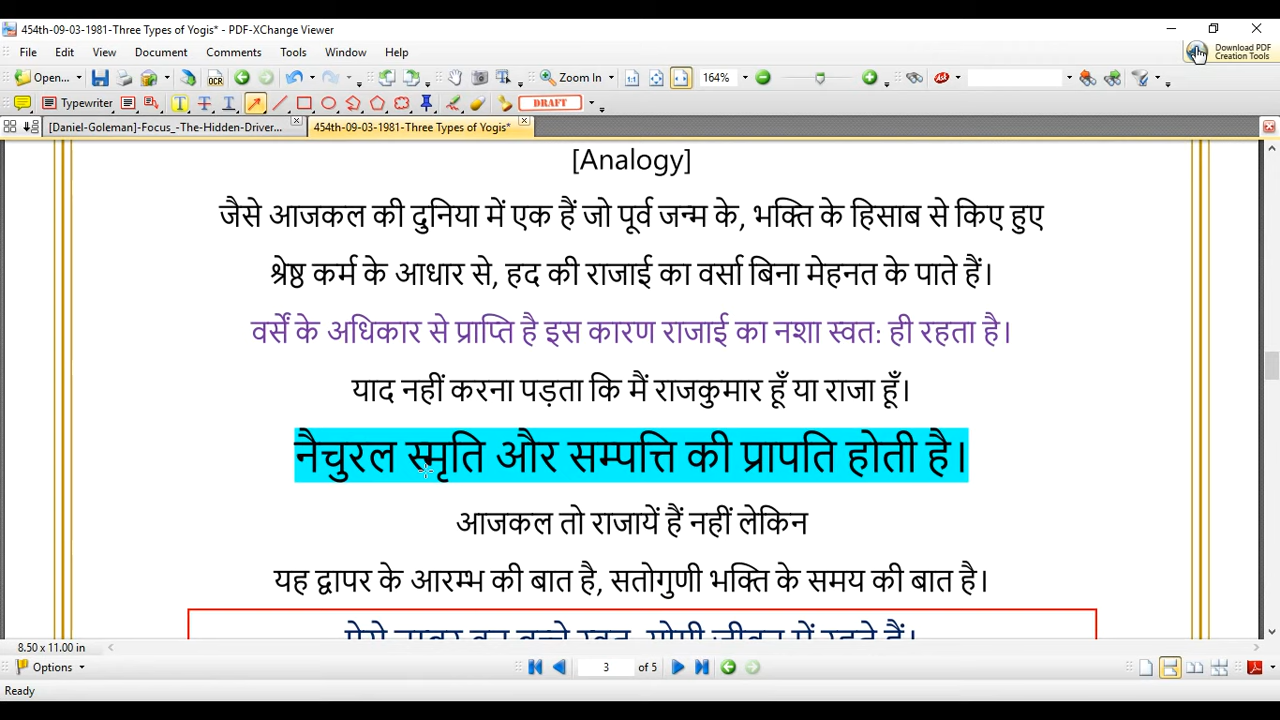 454th-09-03-1981-Three Types of Yogis* - PDF-XChange Viewer
File Edit View Document Comments Tools Window Help
Download PDF
Creation Tools
Open... OCR Zoom In 164%
Typewriter DRAFT
[Daniel-Goleman]-Focus_-The-Hidden-Driver... 454th-09-03-1981-Three Types of Yogis*
[Analogy]
जैसे आजकल की दुनिया में एक हैं जो पूर्व जन्म के, भक्ति के हिसाब से किए हुए
श्रेष्ठ कर्म के आधार से, हद की राजाई का वर्सा बिना मेहनत के पाते हैं।
वर्सें के अधिकार से प्राप्ति है इस कारण राजाई का नशा स्वत: ही रहता है।
याद नहीं करना पड़ता कि मैं राजकुमार हूँ या राजा हूँ।
नैचुरल स्मृति और सम्पत्ति की प्रापति होती है।
आजकल तो राजायें हैं नहीं लेकिन
यह द्वापर के आरम्भ की बात है, सतोगुणी भक्ति के समय की बात है।
8.50 x 11.00 in
Options 3 of 5
Ready